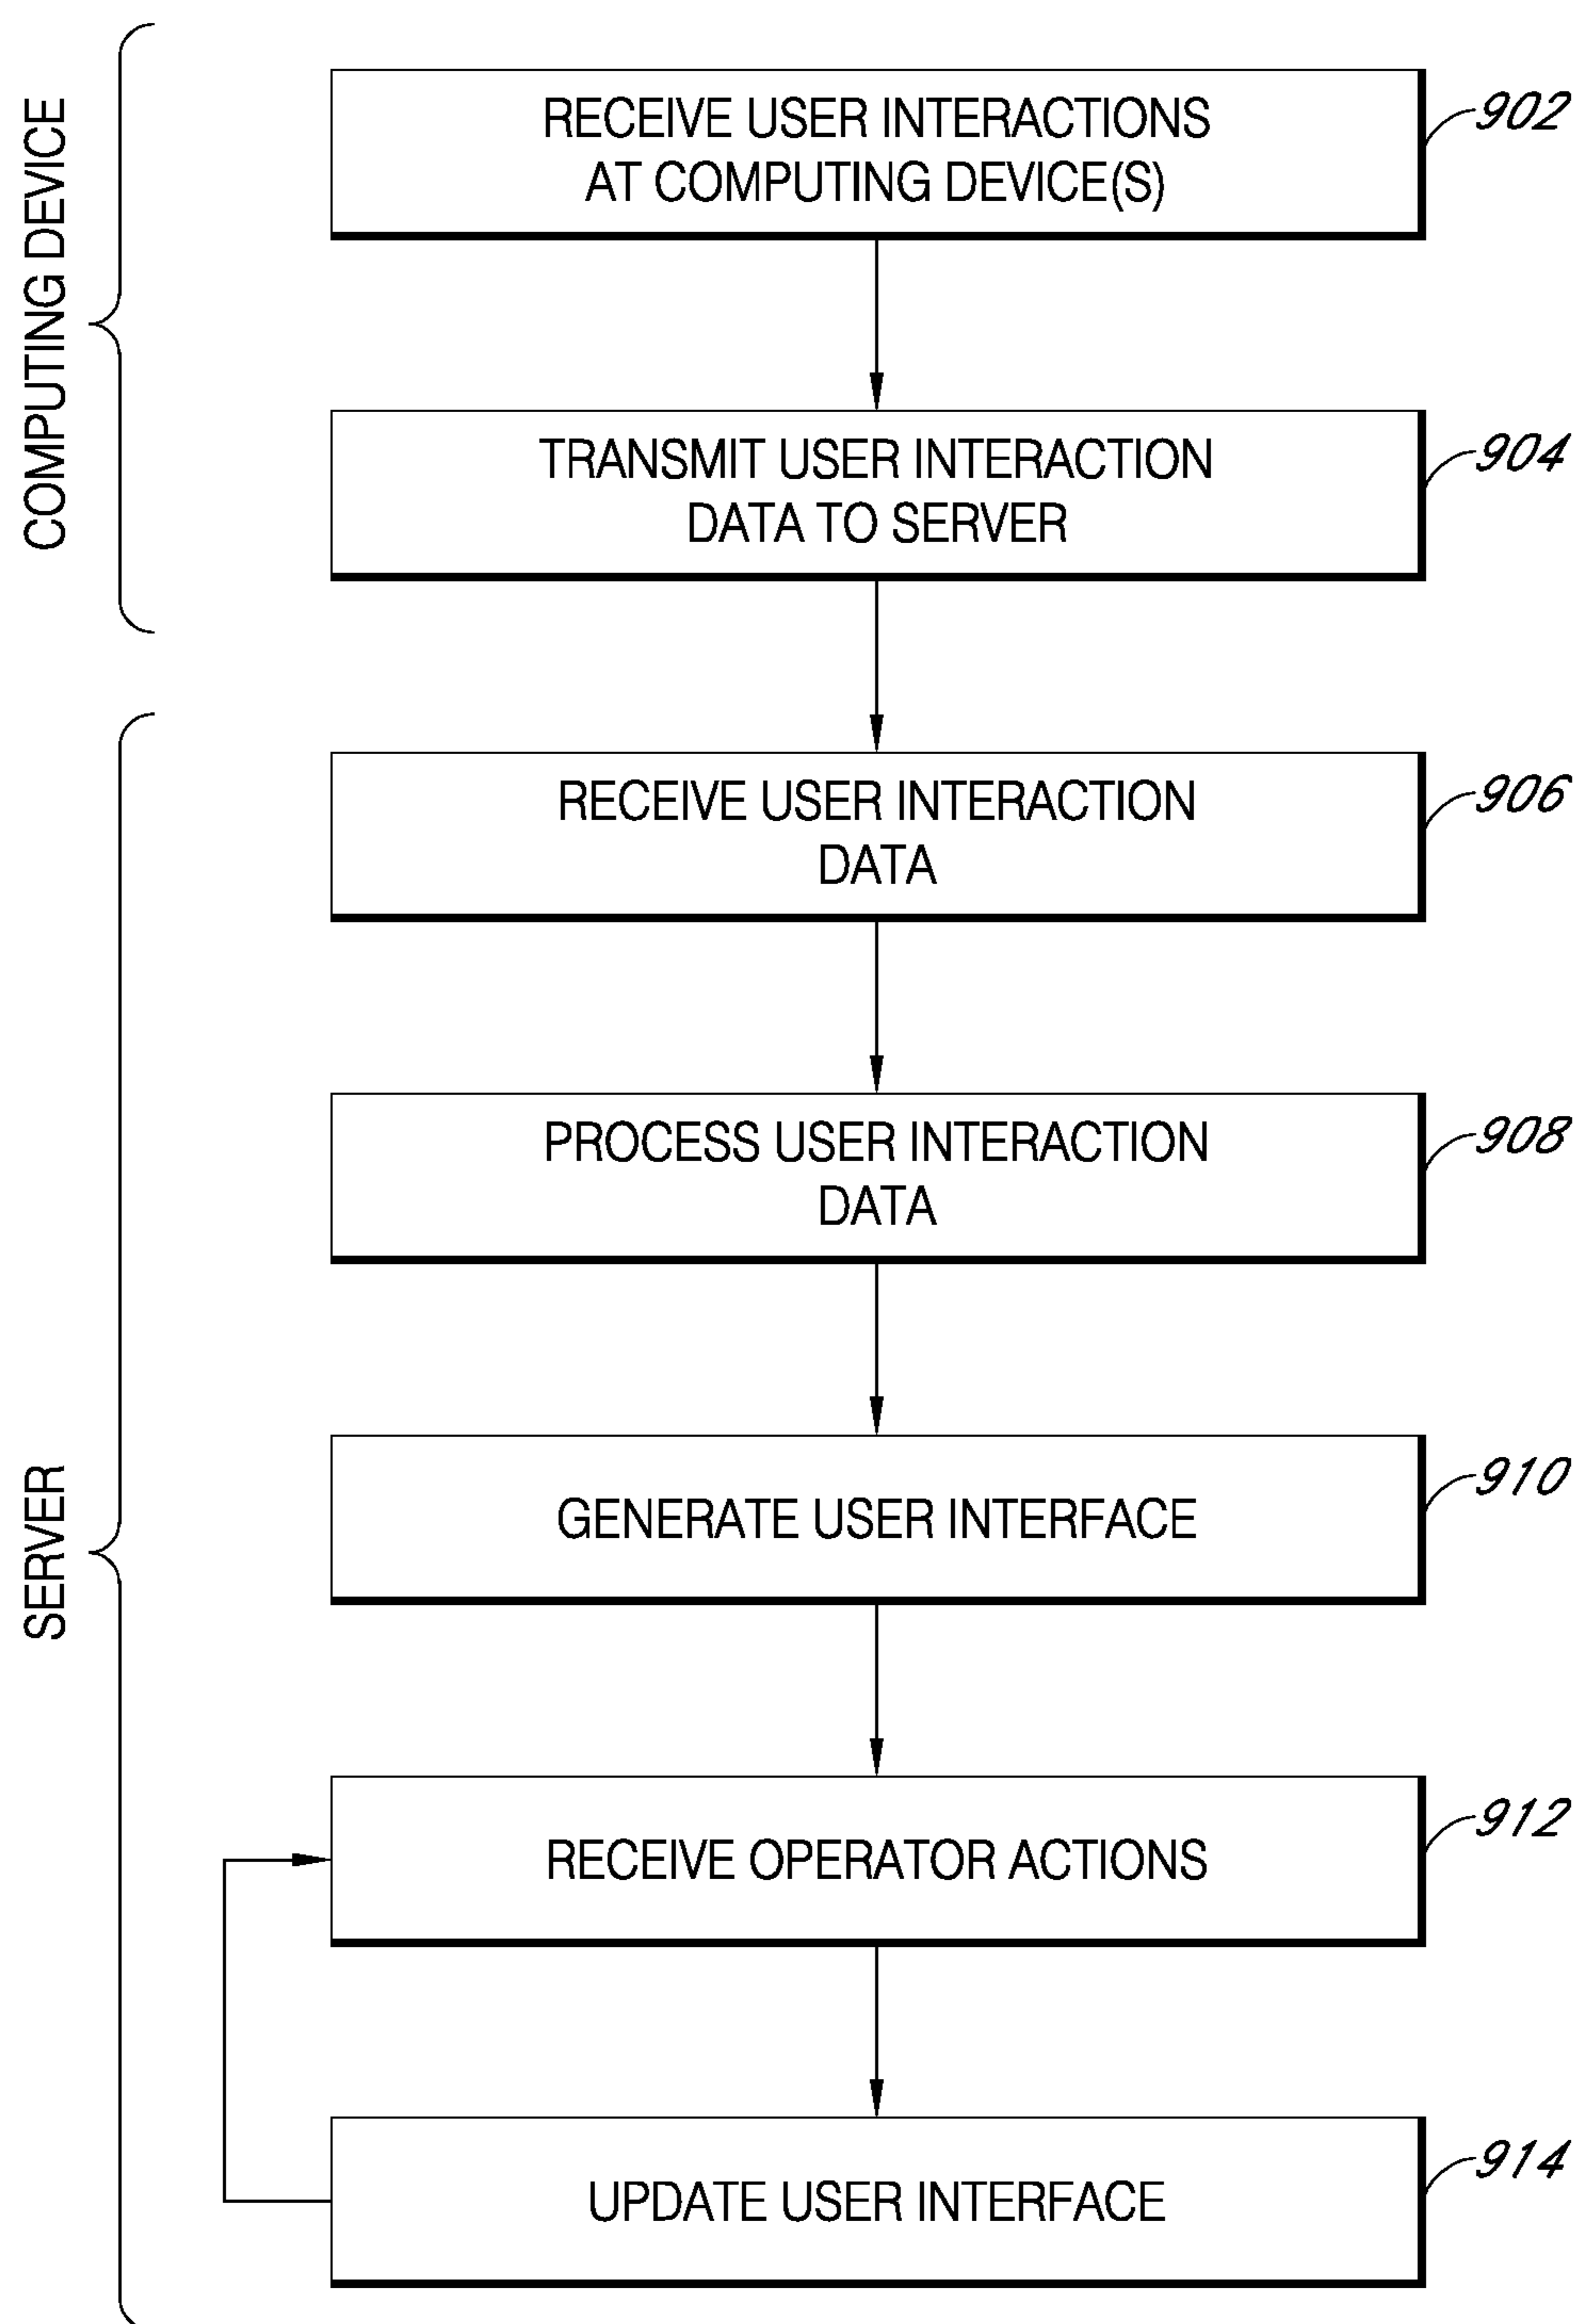 COMPUTING DEVICE
RECEIVE USER INTERACTIONS
AT COMPUTING DEVICE(S)
902
TRANSMIT USER INTERACTION
DATA TO SERVER
904
SERVER
RECEIVE USER INTERACTION
DATA
906
PROCESS USER INTERACTION
DATA
908
GENERATE USER INTERFACE
910
RECEIVE OPERATOR ACTIONS
912
UPDATE USER INTERFACE
914